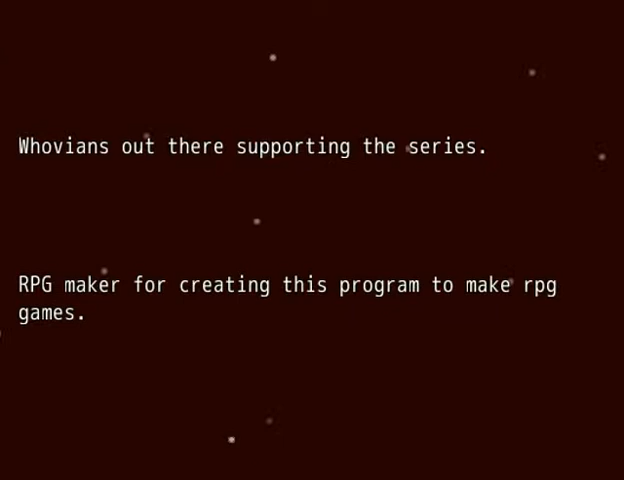 Whovians out there supporting the series.
RPG maker for creating this program to make rpg
games.